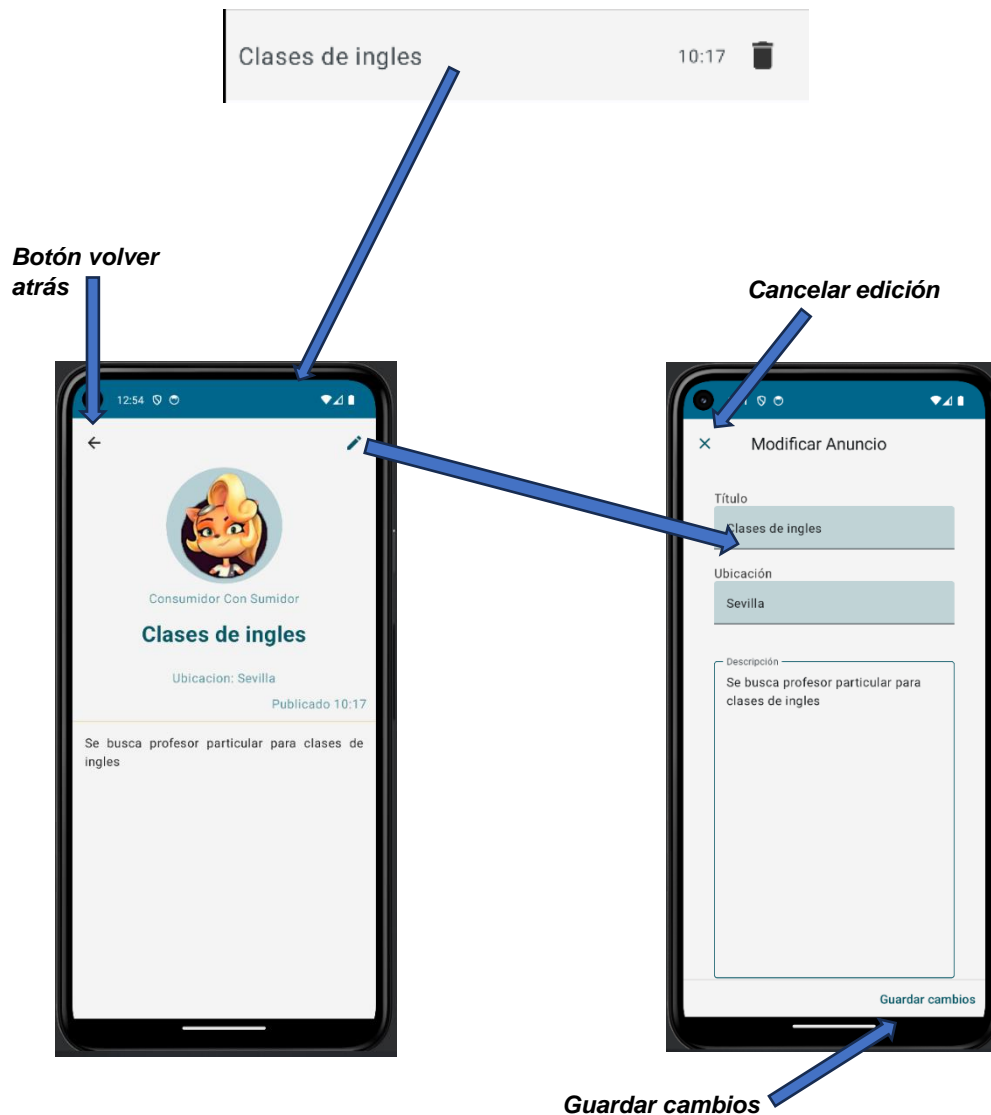 Clases de ingles 10:17
Botón volver
atrás
Cancelar edición
12:54
Consumidor Con Sumidor
Clases de ingles
Ubicacion: Sevilla
Publicado 10:17
Se busca profesor particular para clases de
ingles
Modificar Anuncio
Título
Clases de ingles
Ubicación
Sevilla
Descripción
Se busca profesor particular para
clases de ingles
Guardar cambios
Guardar cambios